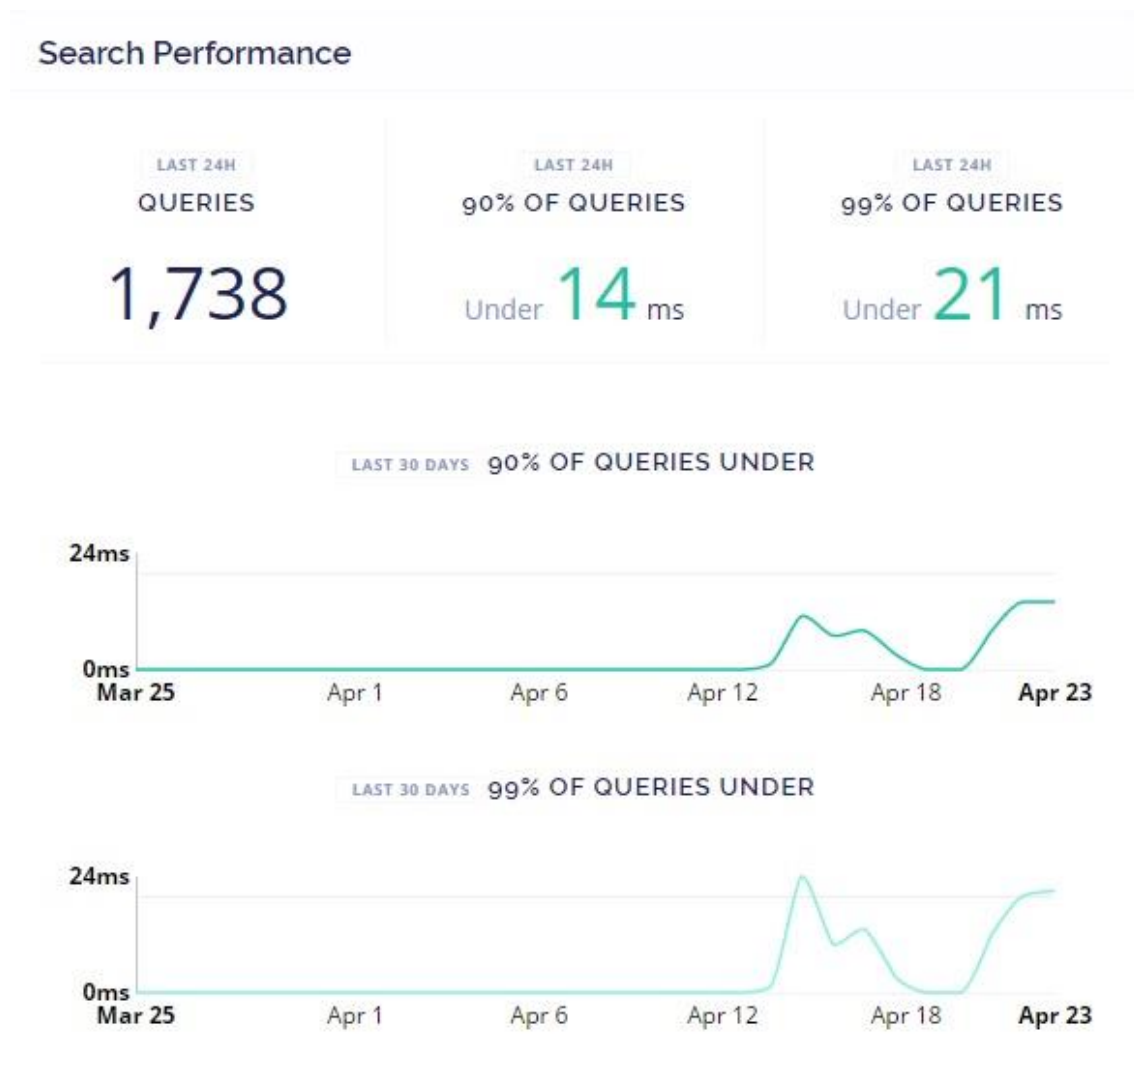 Search Performance
LAST 24H
QUERIES
1,738
LAST 24H
90% OF QUERIES
Under 14 ms
LAST 24H
99% OF QUERIES
Under 21 ms
LAST 30 DAYS 90% OF QUERIES UNDER
24ms
0ms
Mar 25 Apr 1 Apr 6 Apr 12 Apr 18 Apr 23
LAST 30 DAYS 99% OF QUERIES UNDER
24ms
0ms
Mar 25 Apr 1 Apr 6 Apr 12 Apr 18 Apr 23